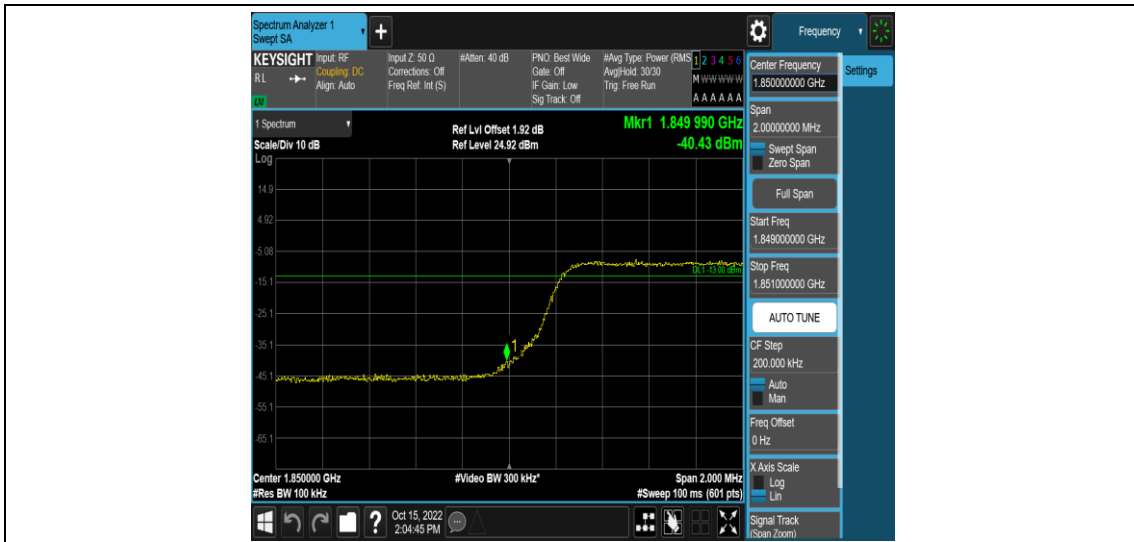 Spectrum Analyzer 1
Swept SA
+
Frequency
KEYSIGHT
RL
LXI
Input: RF
Coupling: DC
Align: Auto
Input Z: 50 Ω
Corrections: Off
Freq Ref: Int (S)
#Atten: 40 dB
PNO: Best Wide
Gate: Off
IF Gain: Low
Sig Track: Off
#Avg Type: Power (RMS
Avg|Hold: 30/30
Trig: Free Run
1 2 3 4 5 6
M W W W W W
A A A A A A
1 Spectrum
Scale/Div 10 dB
Ref Lvl Offset 1.92 dB
Ref Level 24.92 dBm
Mkr1 1.849 990 GHz
-40.43 dBm
Log
14.9
4.92
-5.08
-15.1
-25.1
-35.1
-45.1
-55.1
-65.1
DL1 -13.00 dBm
1
Center 1.850000 GHz
#Res BW 100 kHz
#Video BW 300 kHz*
Span 2.000 MHz
#Sweep 100 ms (601 pts)
?
Oct 15, 2022
2:04:45 PM
Center Frequency
1.850000000 GHz
Settings
Span
2.00000000 MHz
Swept Span
Zero Span
Full Span
Start Freq
1.849000000 GHz
Stop Freq
1.851000000 GHz
AUTO TUNE
CF Step
200.000 kHz
Auto
Man
Freq Offset
0 Hz
X Axis Scale
Log
Lin
Signal Track
(Span Zoom)